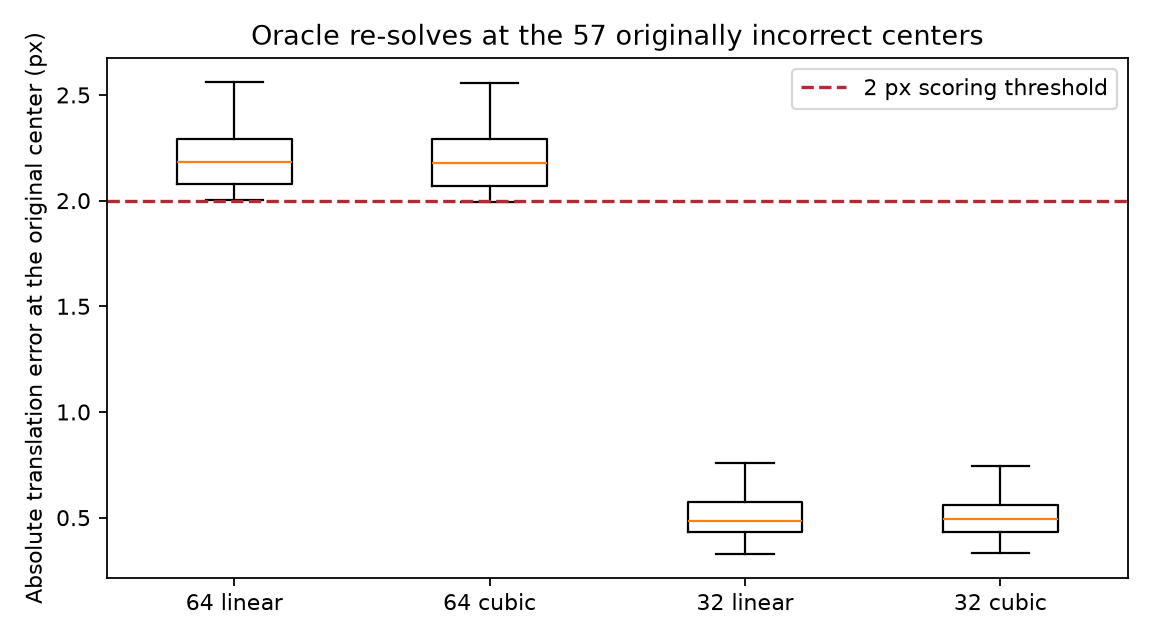 Oracle re-solves at the 57 originally incorrect centers
Absolute translation error at the original center (px)
2 px scoring threshold
2.5
2.0
1.5
1.0
0.5
64 linear
64 cubic
32 linear
32 cubic